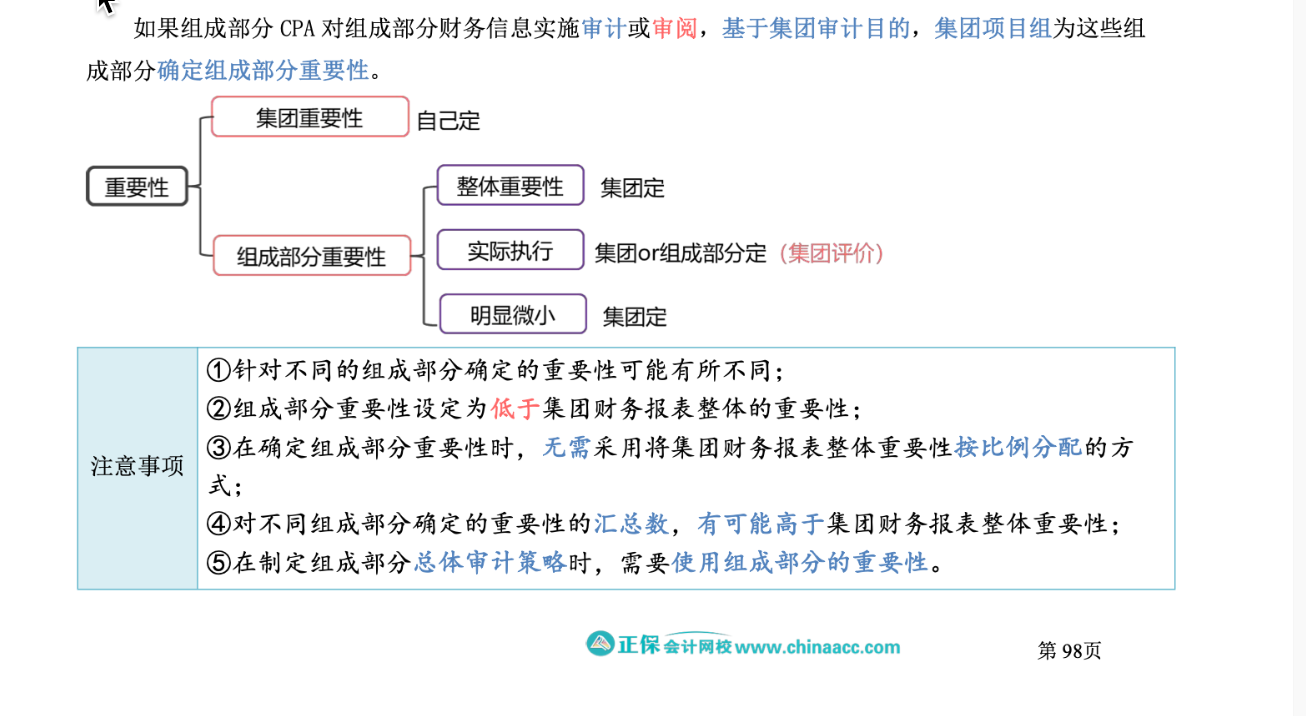 如果组成部分 CPA 对组成部分财务信息实施审计或审阅，基于集团审计目的，集团项目组为这些组
成部分确定组成部分重要性。
集团重要性 自己定
重要性
整体重要性 集团定
组成部分重要性
实际执行 集团or组成部分定（集团评价）
明显微小 集团定
注意事项
①针对不同的组成部分确定的重要性可能有所不同；
②组成部分重要性设定为低于集团财务报表整体的重要性；
③在确定组成部分重要性时，无需采用将集团财务报表整体重要性按比例分配的方
式；
④对不同组成部分确定的重要性的汇总数，有可能高于集团财务报表整体重要性；
⑤在制定组成部分总体审计策略时，需要使用组成部分的重要性。
正保会计网校 www.chinaacc.com
第 98页